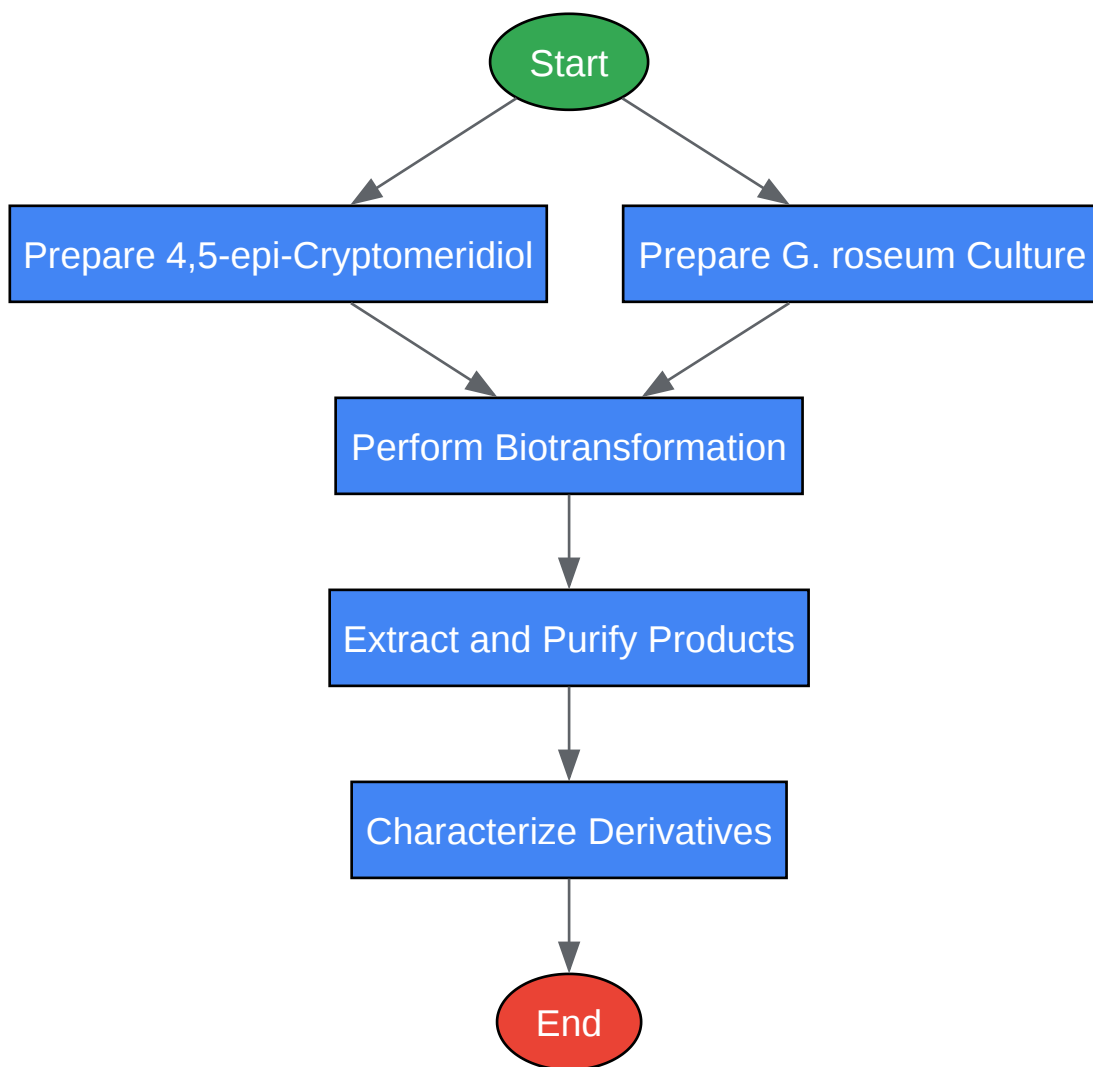 Start
Prepare 4,5-epi-Cryptomeridiol
Prepare G. roseum Culture
Perform Biotransformation
Extract and Purify Products
Characterize Derivatives
End